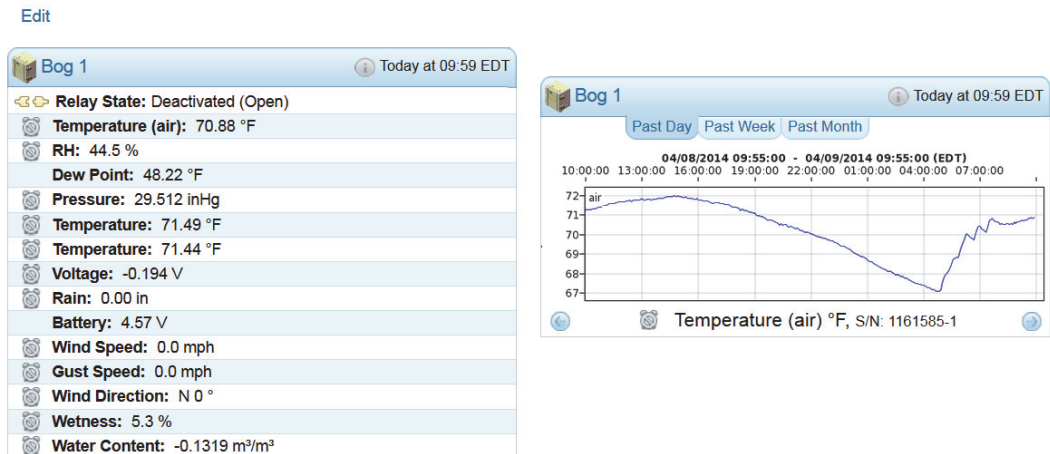 Edit
Bog 1 Today at 09:59 EDT
Relay State: Deactivated (Open)
Temperature (air): 70.88 °F
RH: 44.5 %
Dew Point: 48.22 °F
Pressure: 29.512 inHg
Temperature: 71.49 °F
Temperature: 71.44 °F
Voltage: -0.194 V
Rain: 0.00 in
Battery: 4.57 V
Wind Speed: 0.0 mph
Gust Speed: 0.0 mph
Wind Direction: N 0 °
Wetness: 5.3 %
Water Content: -0.1319 m³/m³
Bog 1 Today at 09:59 EDT
Past Day Past Week Past Month
04/08/2014 09:55:00 - 04/09/2014 09:55:00 (EDT)
10:00:00 13:00:00 16:00:00 19:00:00 22:00:00 01:00:00 04:00:00 07:00:00
air
72
71
70
69
68
67
Temperature (air) °F, S/N: 1161585-1